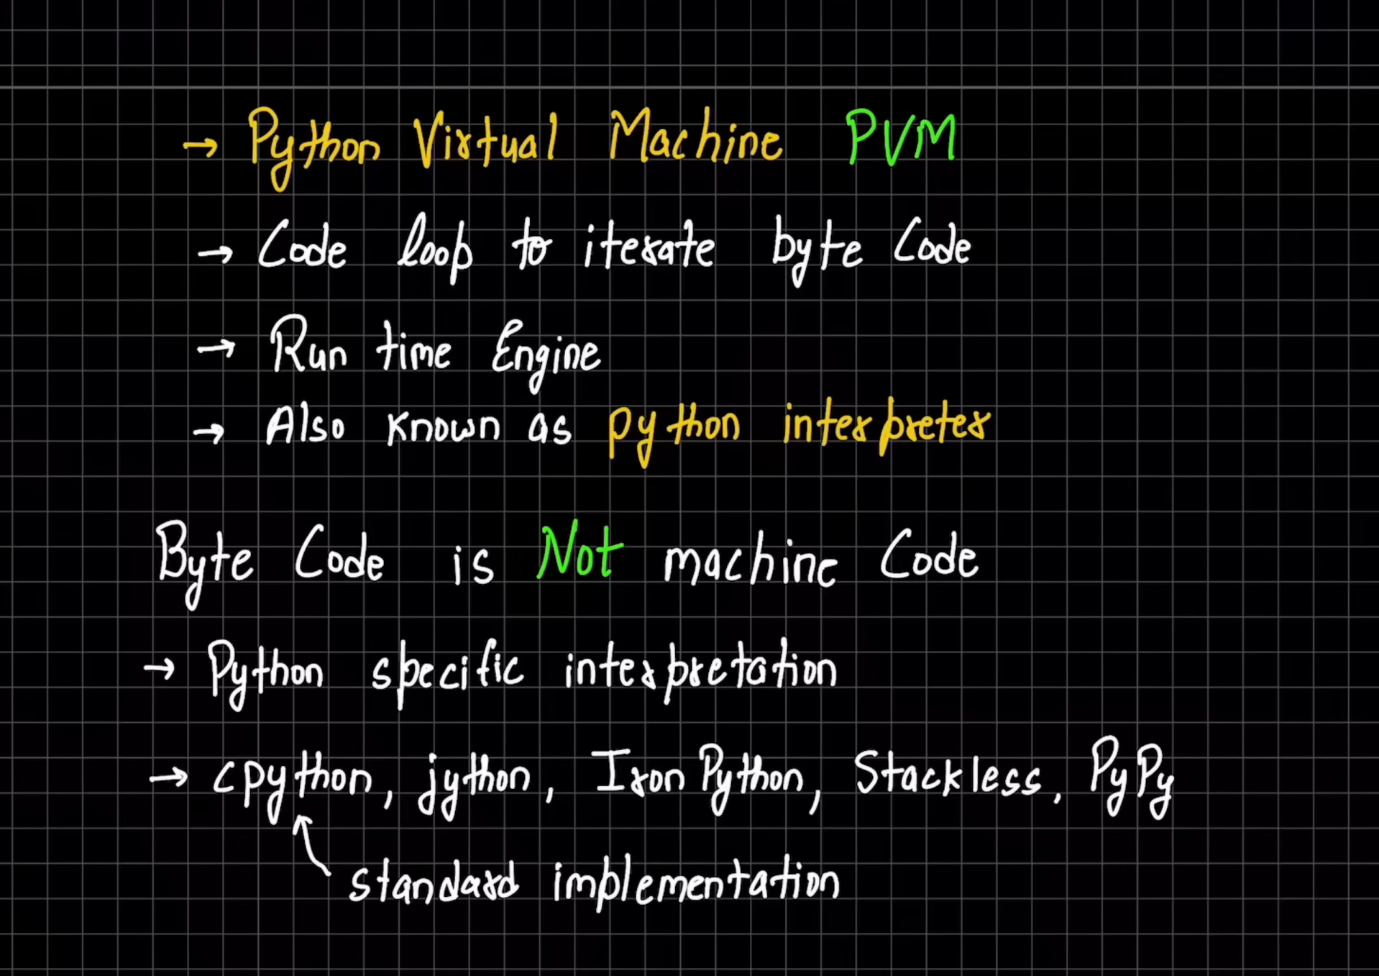 → Python Virtual Machine PVM
→ Code loop to iterate byte Code
→ Run time Engine
→ Also known as python interpreter
Byte Code is Not machine Code
→ Python specific interpretation
→ cpython, jython, Iron Python, Stackless, PyPy
standard implementation